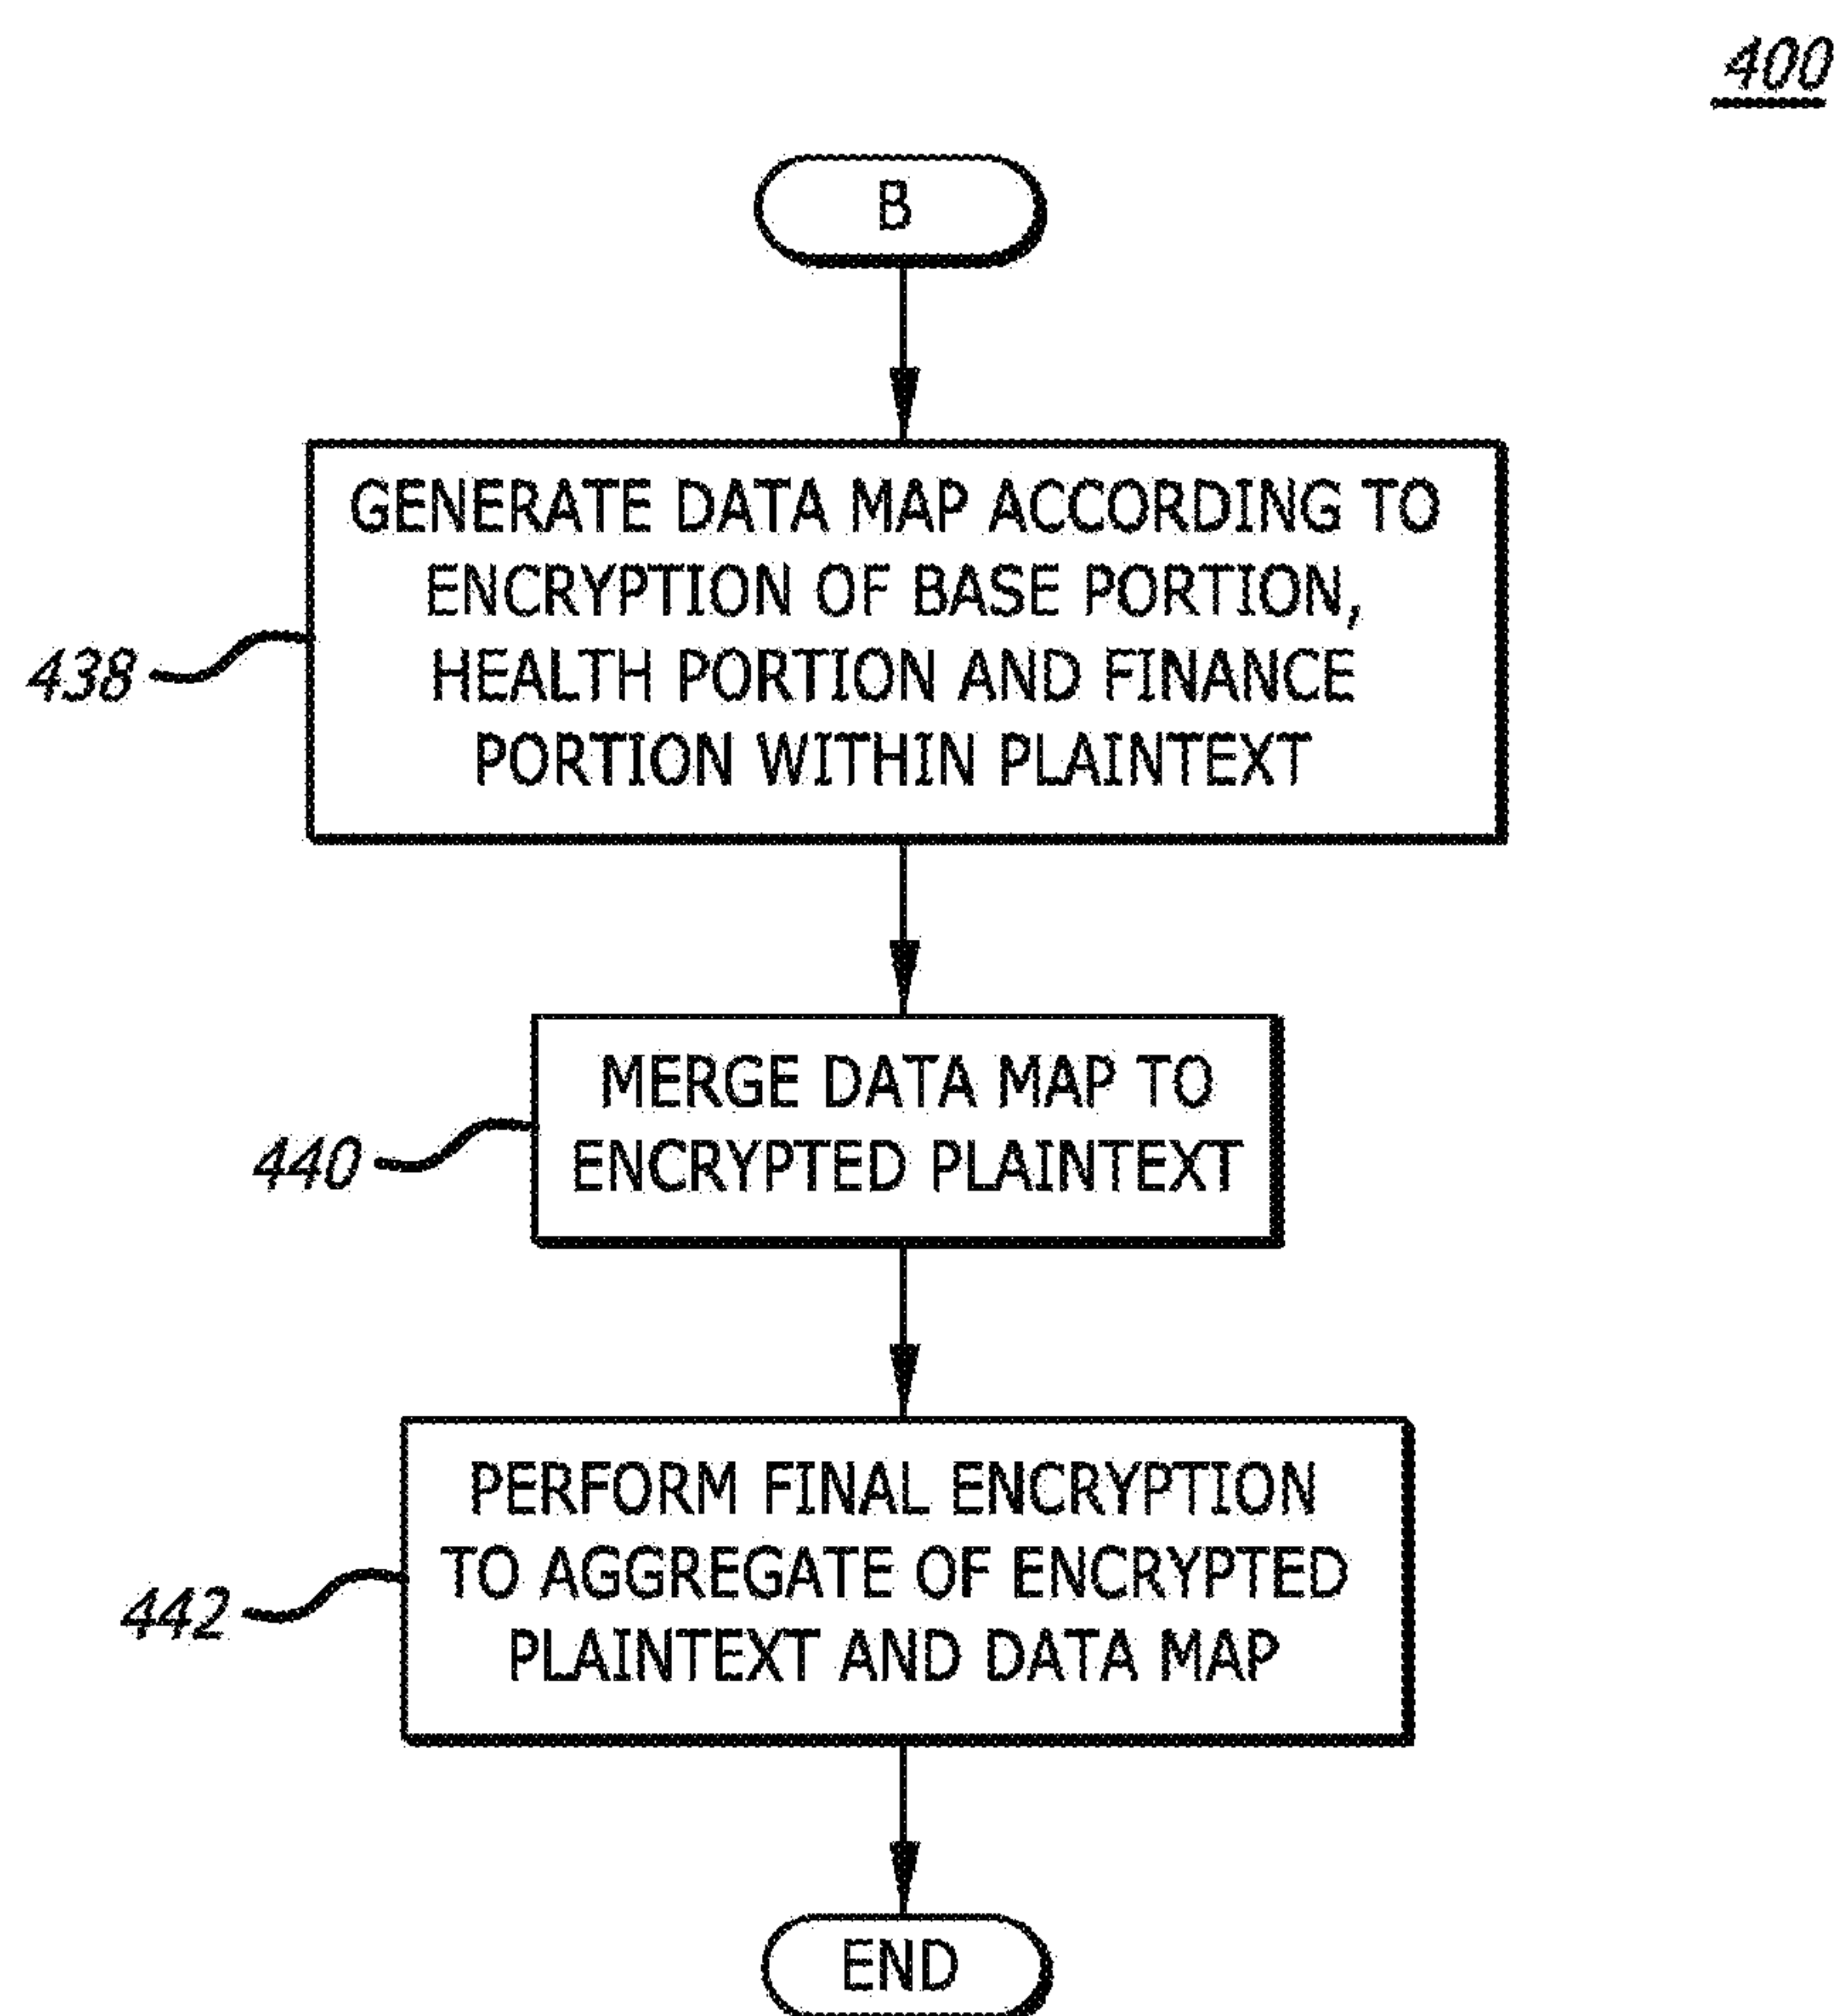 400
B
GENERATE DATA MAP ACCORDING TO
ENCRYPTION OF BASE PORTION,
HEALTH PORTION AND FINANCE
PORTION WITHIN PLAINTEXT
438
MERGE DATA MAP TO
ENCRYPTED PLAINTEXT
440
PERFORM FINAL ENCRYPTION
TO AGGREGATE OF ENCRYPTED
PLAINTEXT AND DATA MAP
442
END